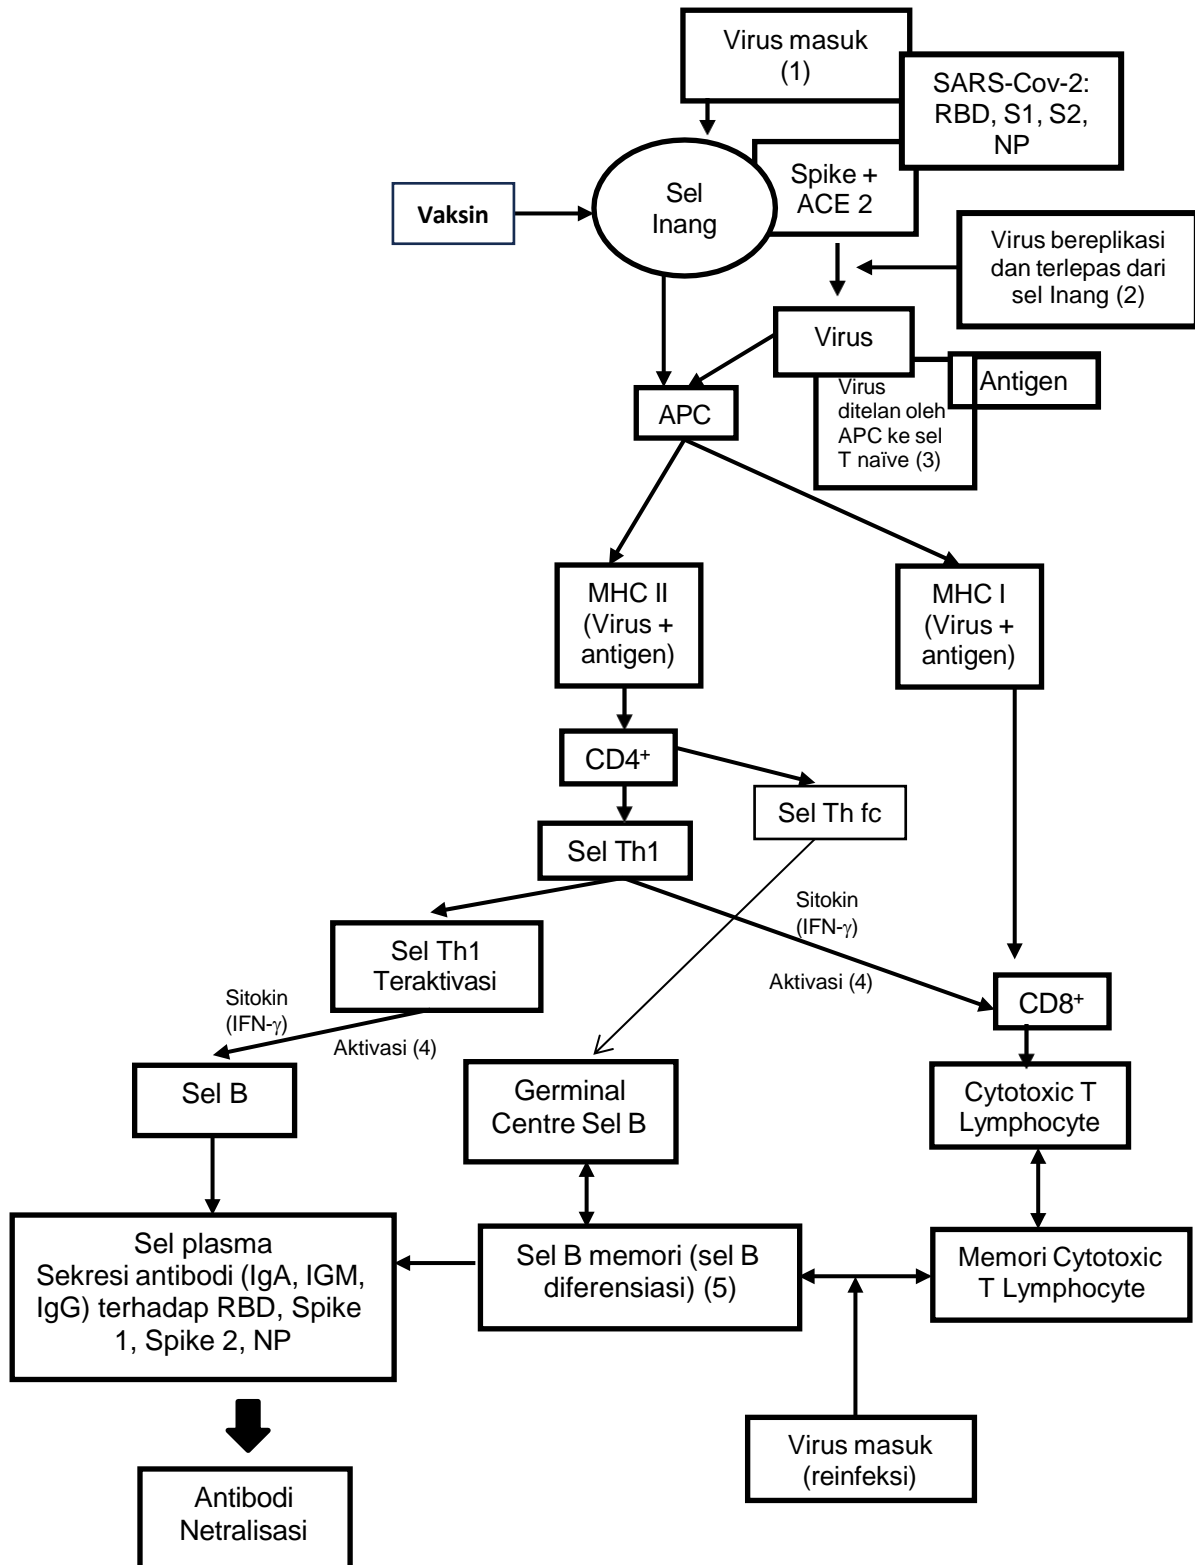 Virus masuk
(1)
SARS-Cov-2:
RBD, S1, S2,
NP
Spike +
ACE 2
Sel
Inang
Vaksin
Virus bereplikasi
dan terlepas dari
sel Inang (2)
Virus
Antigen
Virus
ditelan oleh
APC ke sel
T naïve (3)
APC
MHC II
(Virus +
antigen)
MHC I
(Virus +
antigen)
CD4+
Sel Th fc
Sel Th1
Sitokin
(IFN-γ)
Aktivasi (4)
Sel Th1
Teraktivasi
CD8+
Sitokin
(IFN-γ)
Aktivasi (4)
Sel B
Germinal
Centre Sel B
Cytotoxic T
Lymphocyte
Sel plasma
Sekresi antibodi (IgA, IGM,
IgG) terhadap RBD, Spike
1, Spike 2, NP
Sel B memori (sel B
diferensiasi) (5)
Memori Cytotoxic
T Lymphocyte
Virus masuk
(reinfeksi)
Antibodi
Netralisasi